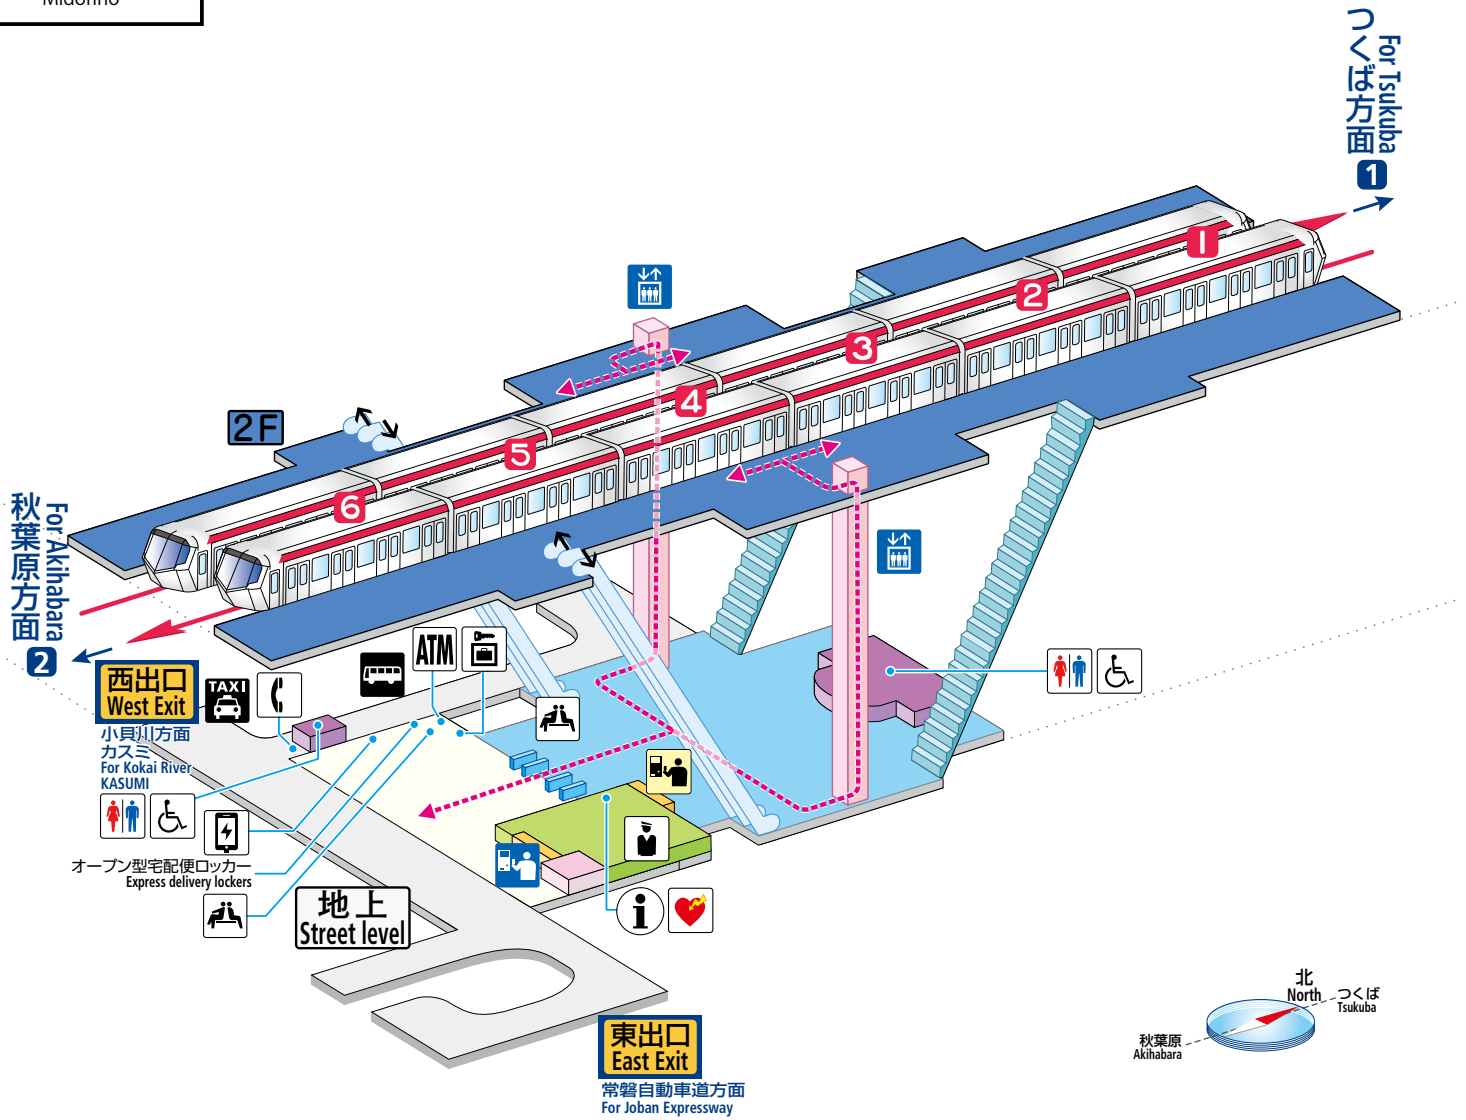 Midorino
つくば方面
For Tsukuba
1
1
2
3
4
5
6
2F
秋葉原方面
For Akihabara
2
西出口
West Exit
小貝川方面
カスミ
For Kokai River
KASUMI
TAXI
ATM
オープン型宅配便ロッカー
Express delivery lockers
地上
Street level
i
東出口
East Exit
常磐自動車道方面
For Joban Expressway
北
North
つくば
Tsukuba
秋葉原
Akihabara